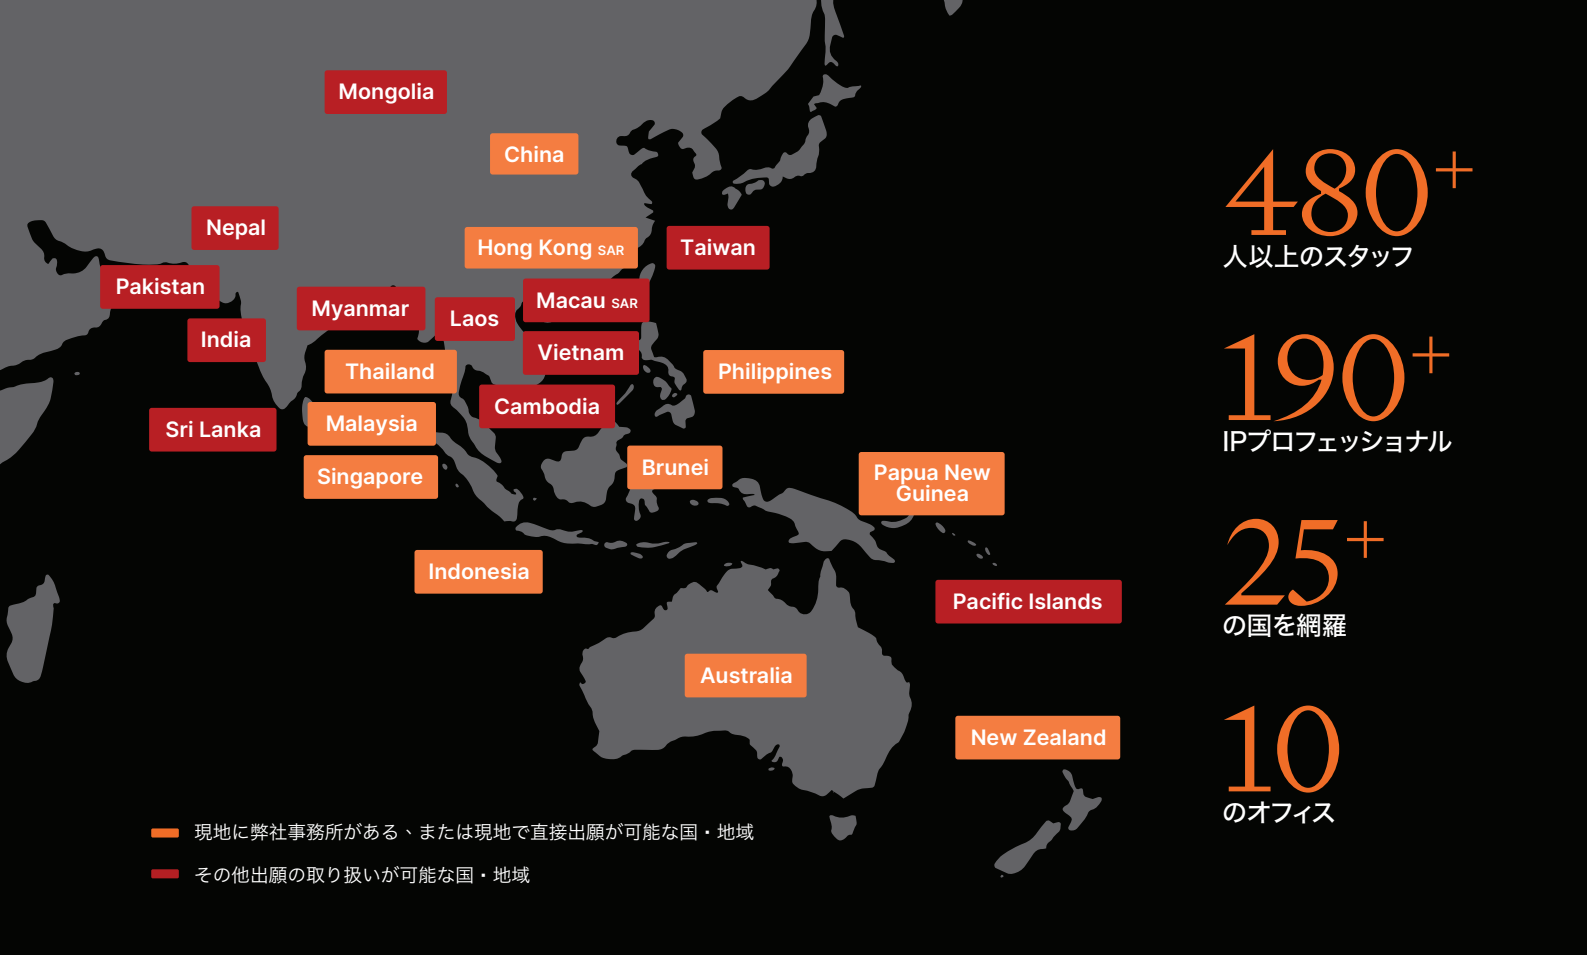 Mongolia
China
Nepal
Hong Kong SAR
Taiwan
Pakistan
Macau SAR
Myanmar
Laos
India
Vietnam
Thailand
Philippines
Cambodia
Malaysia
Sri Lanka
Brunei
Singapore
Papua New
Guinea
Indonesia
Pacific Islands
Australia
New Zealand
現地に弊社事務所がある、または現地で直接出願が可能な国・地域
その他出願の取り扱いが可能な国・地域
480+
人以上のスタッフ
190+
IPプロフェッショナル
25+
の国を網羅
10
のオフィス